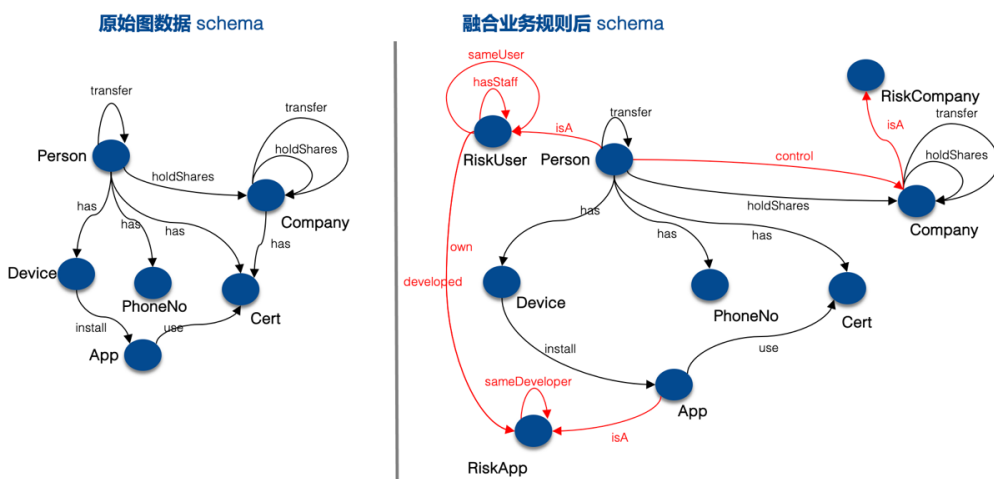 原始图数据 schema
transfer
Person
transfer
holdShares
holdShares
Company
has
has
has
has
Device
PhoneNo
Cert
install
use
App
融合业务规则后 schema
sameUser
hasStaff
RiskUser
isA
transfer
Person
RiskCompany
isA
transfer
holdShares
control
holdShares
Company
has
has
has
own
developed
Device
PhoneNo
Cert
install
use
sameDeveloper
App
isA
RiskApp